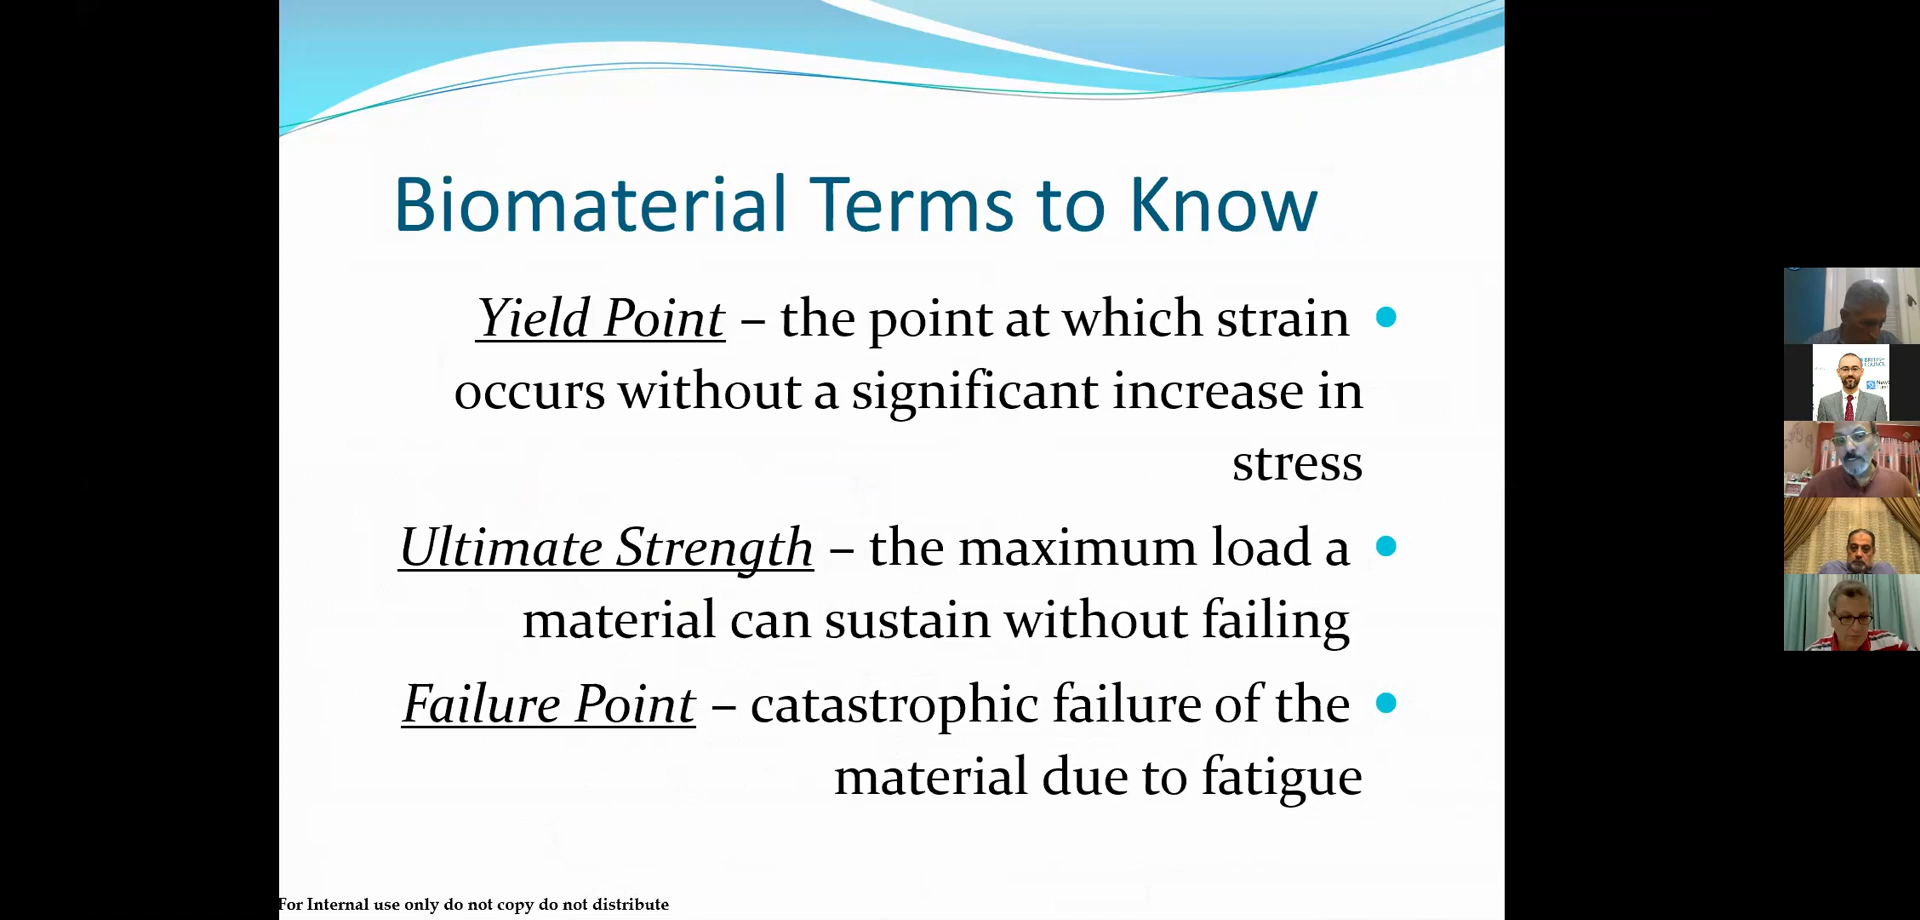 Biomaterial Terms to Know
Yield Point – the point at which strain
occurs without a significant increase in
stress
Ultimate Strength – the maximum load a
material can sustain without failing
Failure Point – catastrophic failure of the
material due to fatigue
For Internal use only do not copy do not distribute